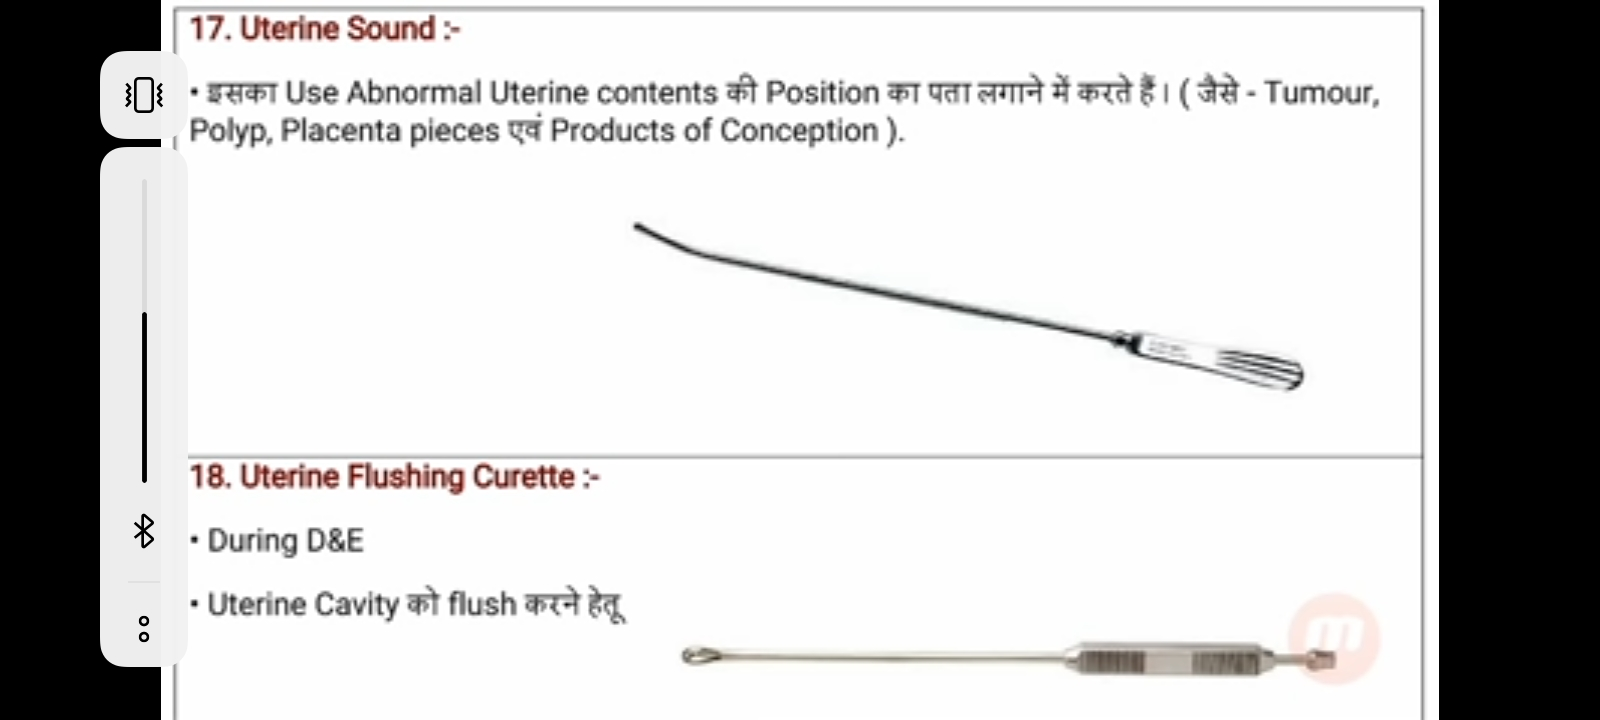 17. Uterine Sound :-
• इसका Use Abnormal Uterine contents की Position का पता लगाने में करते हैं। ( जैसे - Tumour,
Polyp, Placenta pieces एवं Products of Conception ).
18. Uterine Flushing Curette :-
• During D&E
• Uterine Cavity को flush करने हेतू